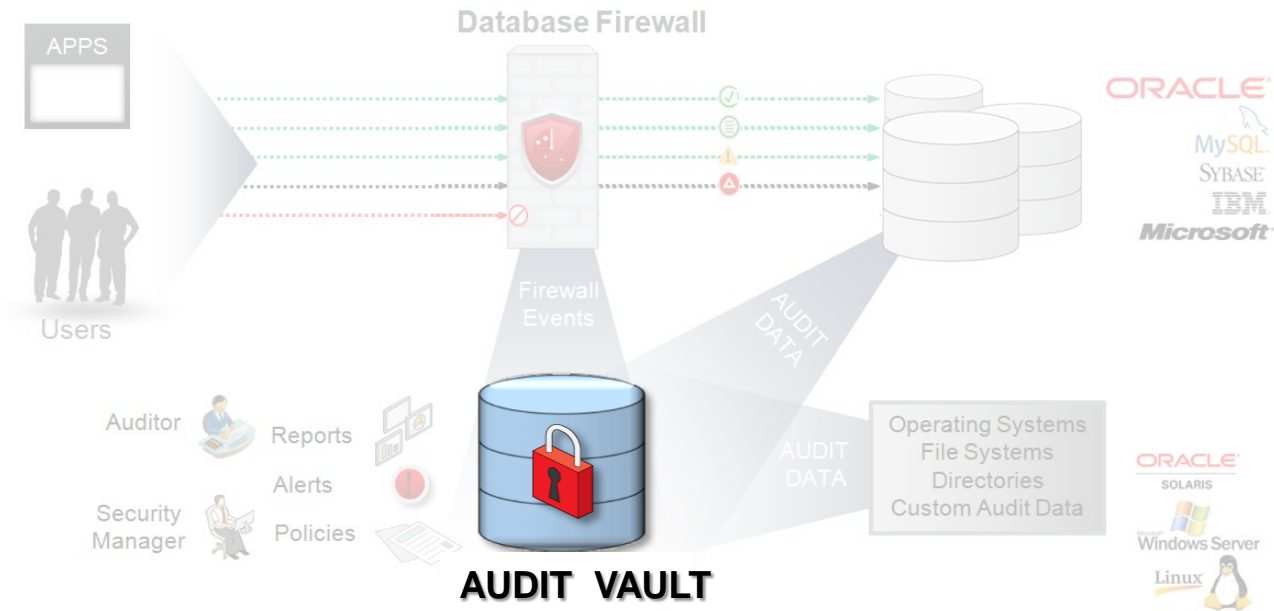 Database Firewall
APPS
Users
Firewall
Events
AUDIT
DATA
ORACLE
MySQL
SYBASE
IBM
Microsoft
Auditor
Reports
Alerts
Security
Manager
Policies
AUDIT
DATA
Operating Systems
File Systems
Directories
Custom Audit Data
ORACLE
SOLARIS
Windows Server
Linux
AUDIT VAULT